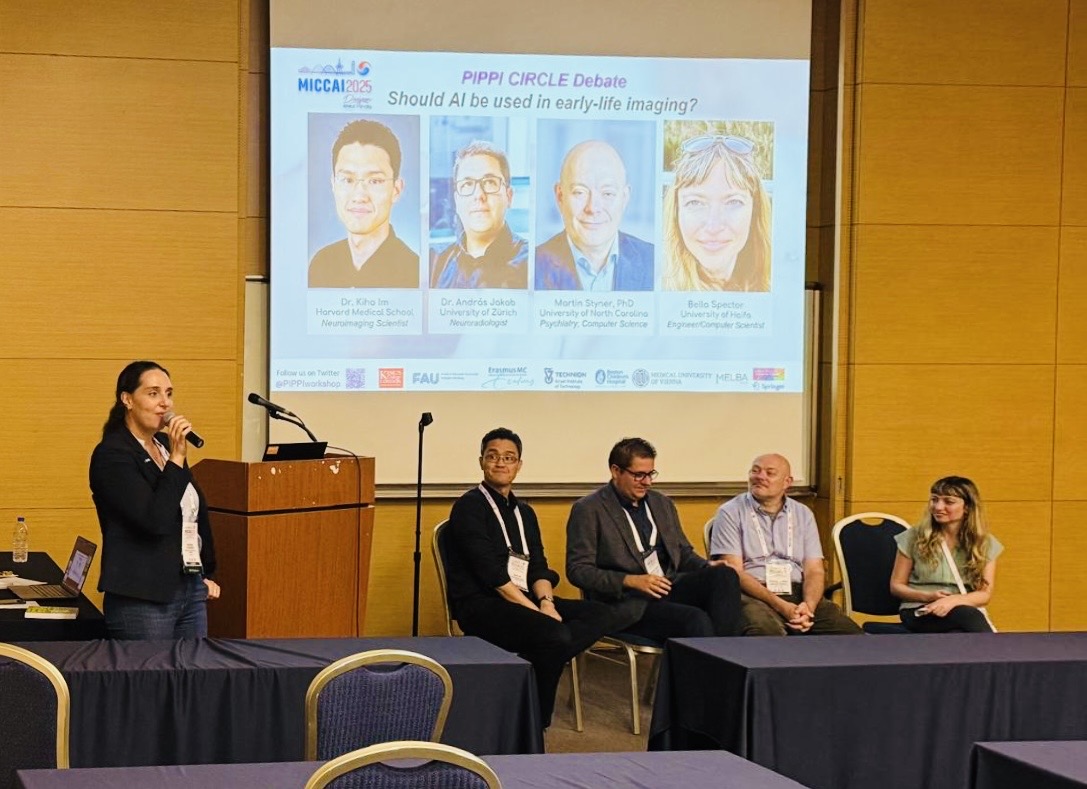 PIPPI CIRCLE Debate
MICCAI2025
Should AI be used in early-life imaging?
Dr. Kiho Im
Harvard Medical School
Neuroimaging Scientist
Dr. András Jakab
University of Zürich
Neuroradiologist
Martin Styner, PhD
University of North Carolina
Psychiatry, Computer Science
Bella Specter
University of Haifa
Engineer/Computer Scientist
Follow us on Twitter
@PIPPIworkshop
FAU
Erasmus MC
TECHNION
MEDICAL UNIVERSITY
OF VIENNA
MELBA
Springer